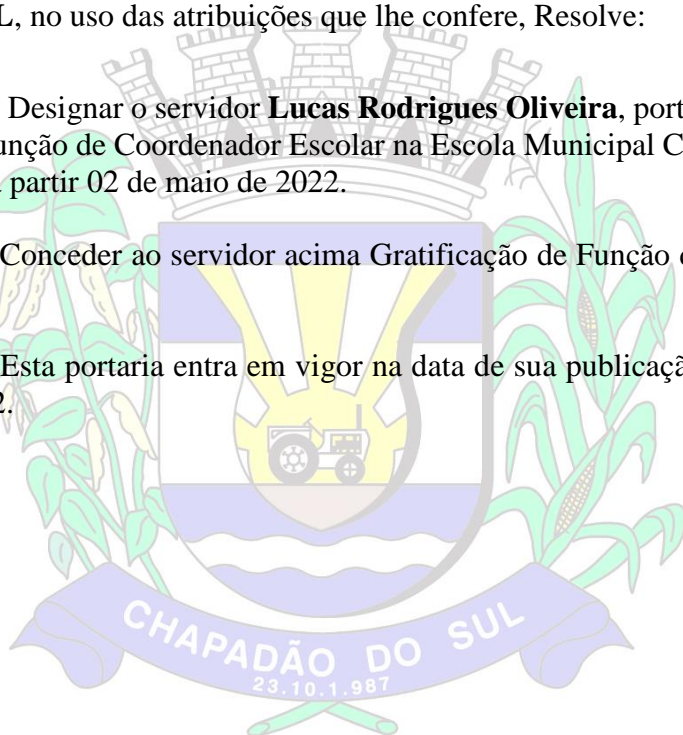 L, no uso das atribuições que lhe confere, Resolve:
Designar o servidor Lucas Rodrigues Oliveira, port
unção de Coordenador Escolar na Escola Municipal C
partir 02 de maio de 2022.
Conceder ao servidor acima Gratificação de Função
Esta portaria entra em vigor na data de sua publicaçã
2.
CHAPADÃO DO SUL
23.10.1.987